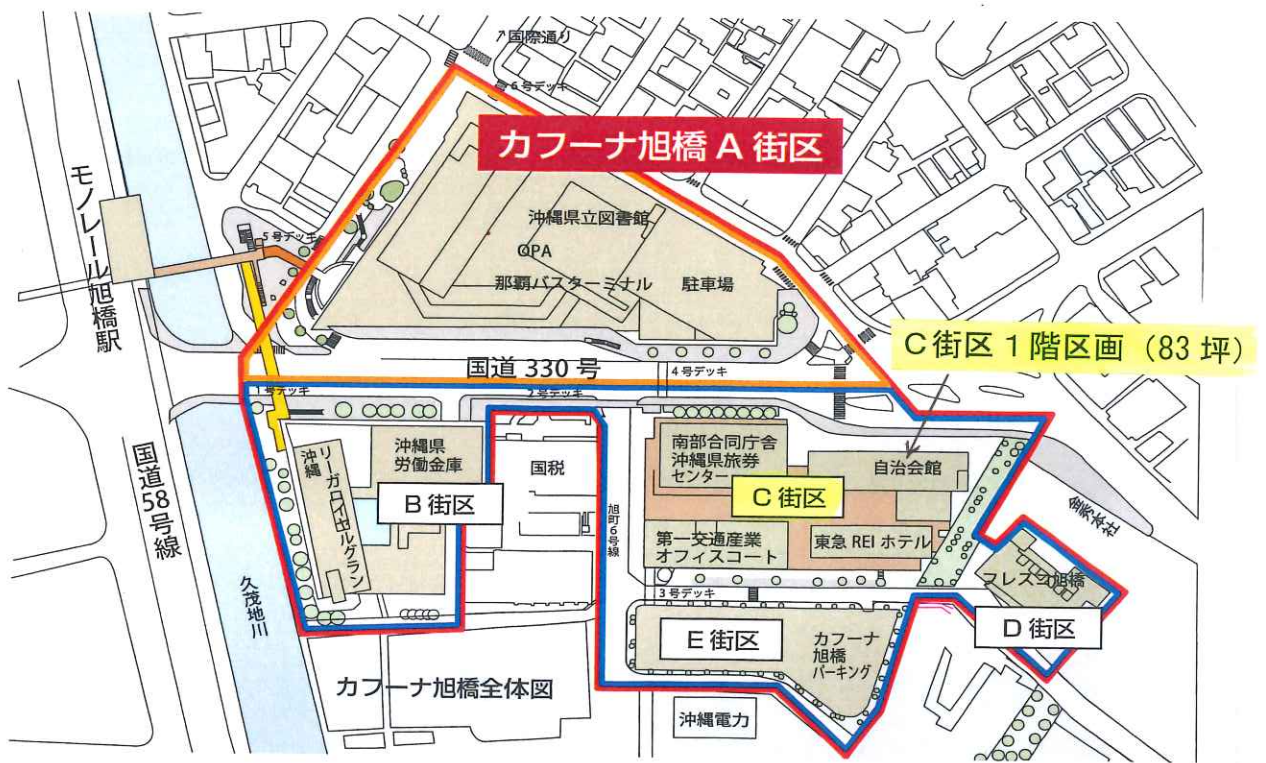 ↗国際通り
6号デッキ
カフーナ旭橋A街区
モノレール旭橋駅
5号デッキ
沖縄県立図書館
OPA
那覇バスターミナル
駐車場
C街区1階区画（83坪）
国道330号
1号デッキ
2号デッキ
4号デッキ
国道58号線
沖縄
リーガロイヤルグラン
沖縄県
労働金庫
B街区
国税
旭町6号線
南部合同庁舎
沖縄県旅券
センター
自治会館
C街区
第一交通産業
オフィスコート
東急REIホテル
金秀本社
フレスコ旭橋
D街区
3号デッキ
久茂地川
E街区
カフーナ
旭橋
パーキング
カフーナ旭橋全体図
沖縄電力